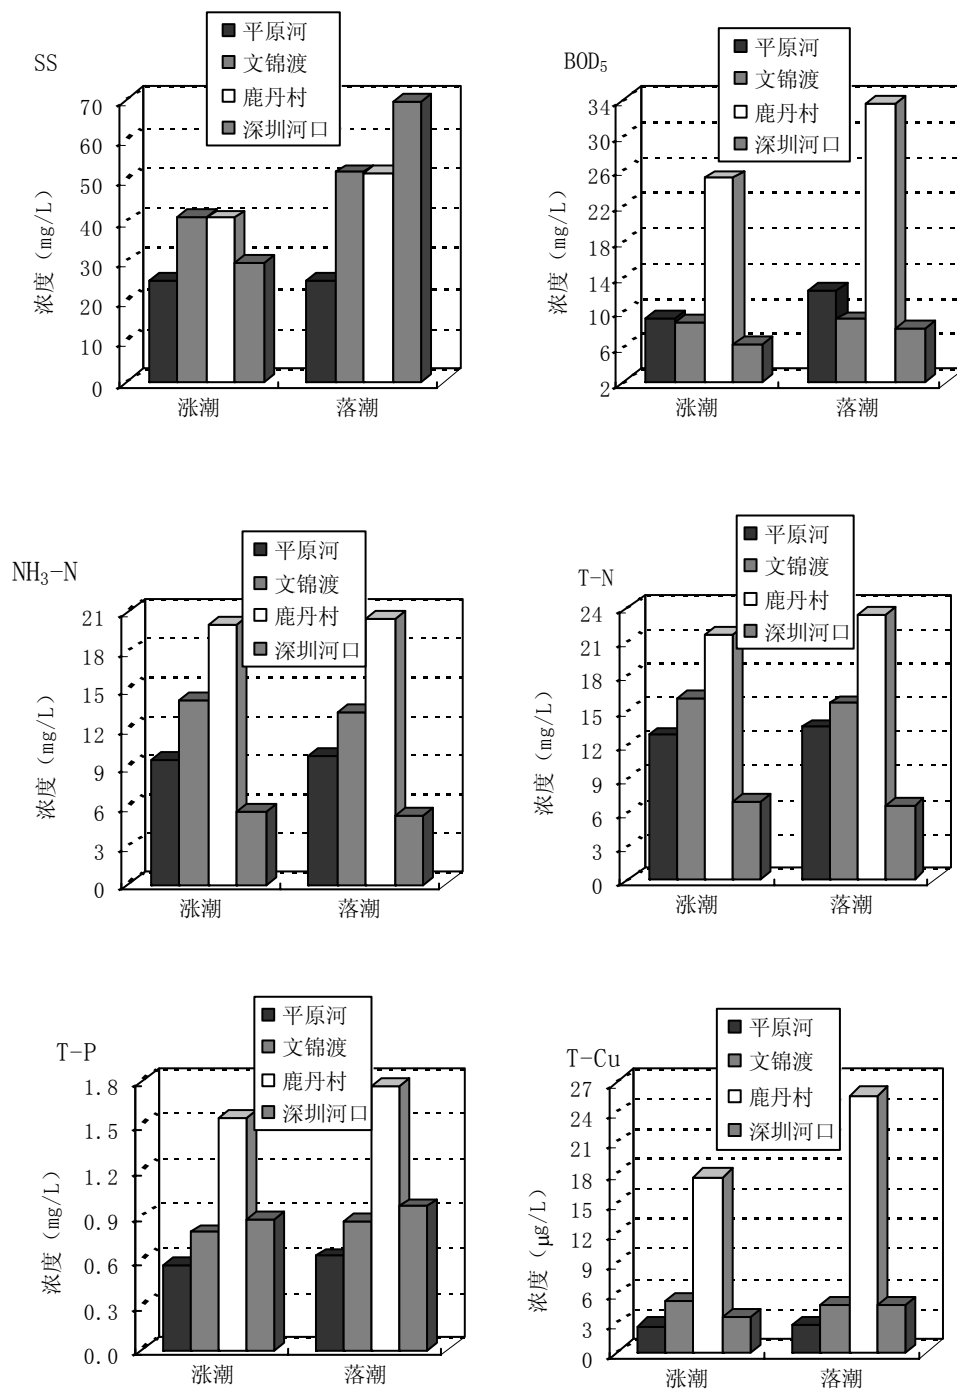 SS
平原河
文锦渡
鹿丹村
深圳河口
70
60
50
40
30
20
10
0
浓度（mg/L）
涨潮
落潮
BOD5
平原河
文锦渡
鹿丹村
深圳河口
34
30
26
22
18
14
10
6
2
浓度（mg/L）
涨潮
落潮
NH3-N
平原河
文锦渡
鹿丹村
深圳河口
21
18
15
12
9
6
3
0
浓度（mg/L）
涨潮
落潮
T-N
平原河
文锦渡
鹿丹村
深圳河口
24
21
18
15
12
9
6
3
0
浓度（mg/L）
涨潮
落潮
T-P
平原河
文锦渡
鹿丹村
深圳河口
1.8
1.5
1.2
0.9
0.6
0.3
0.0
浓度（mg/L）
涨潮
落潮
T-Cu
平原河
文锦渡
鹿丹村
深圳河口
27
24
21
18
15
12
9
6
3
0
浓度（μg/L）
涨潮
落潮